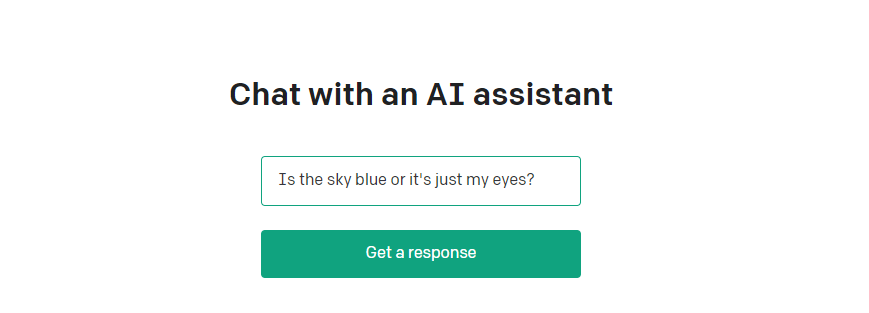 Chat with an AI assistant
Is the sky blue or it's just my eyes?
Get a response